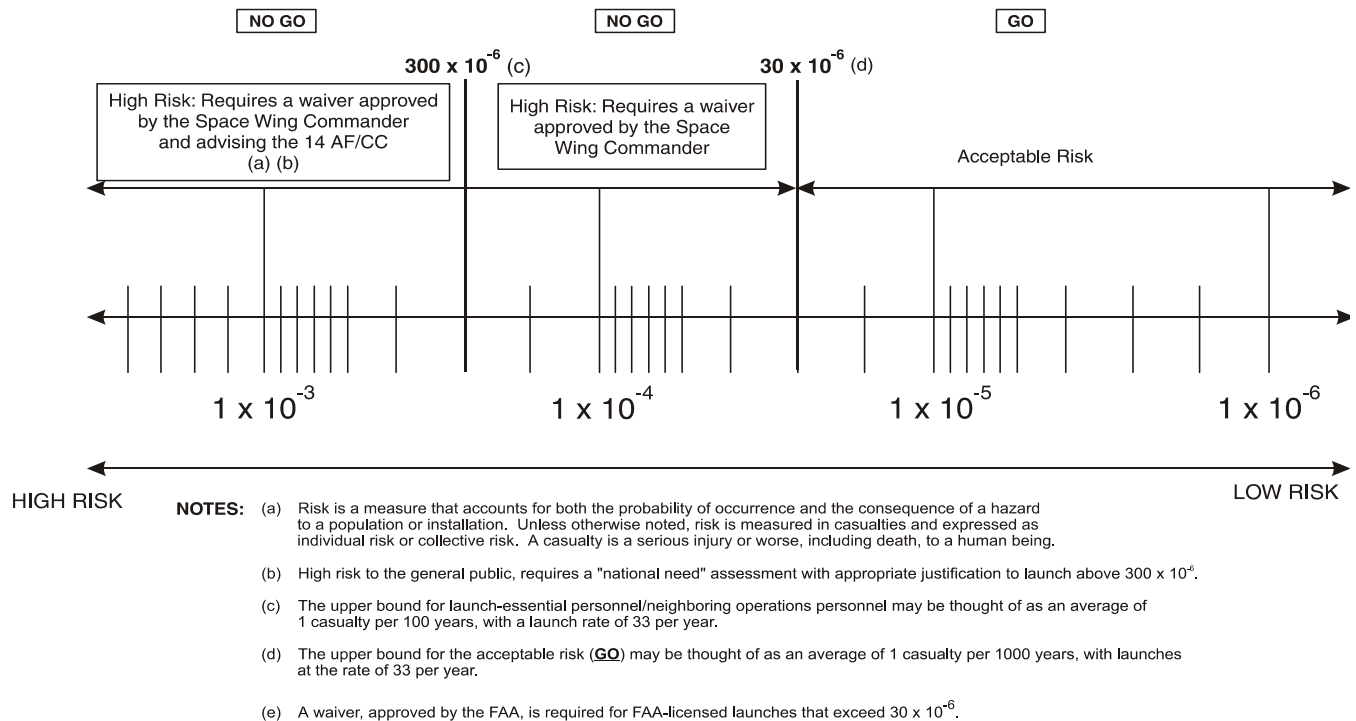 NO GO
NO GO
GO
300 x 10⁻⁶ (c)
30 x 10⁻⁶ (d)
High Risk: Requires a waiver approved
by the Space Wing Commander
and advising the 14 AF/CC
(a) (b)
High Risk: Requires a waiver
approved by the Space
Wing Commander
Acceptable Risk
1 x 10⁻³
1 x 10⁻⁴
1 x 10⁻⁵
1 x 10⁻⁶
HIGH RISK
LOW RISK
NOTES: (a) Risk is a measure that accounts for both the probability of occurrence and the consequence of a hazard
to a population or installation. Unless otherwise noted, risk is measured in casualties and expressed as
individual risk or collective risk. A casualty is a serious injury or worse, including death, to a human being.
(b) High risk to the general public, requires a "national need" assessment with appropriate justification to launch above 300 x 10⁻⁶.
(c) The upper bound for launch-essential personnel/neighboring operations personnel may be thought of as an average of
1 casualty per 100 years, with a launch rate of 33 per year.
(d) The upper bound for the acceptable risk (GO) may be thought of as an average of 1 casualty per 1000 years, with launches
at the rate of 33 per year.
(e) A waiver, approved by the FAA, is required for FAA-licensed launches that exceed 30 x 10⁻⁶.